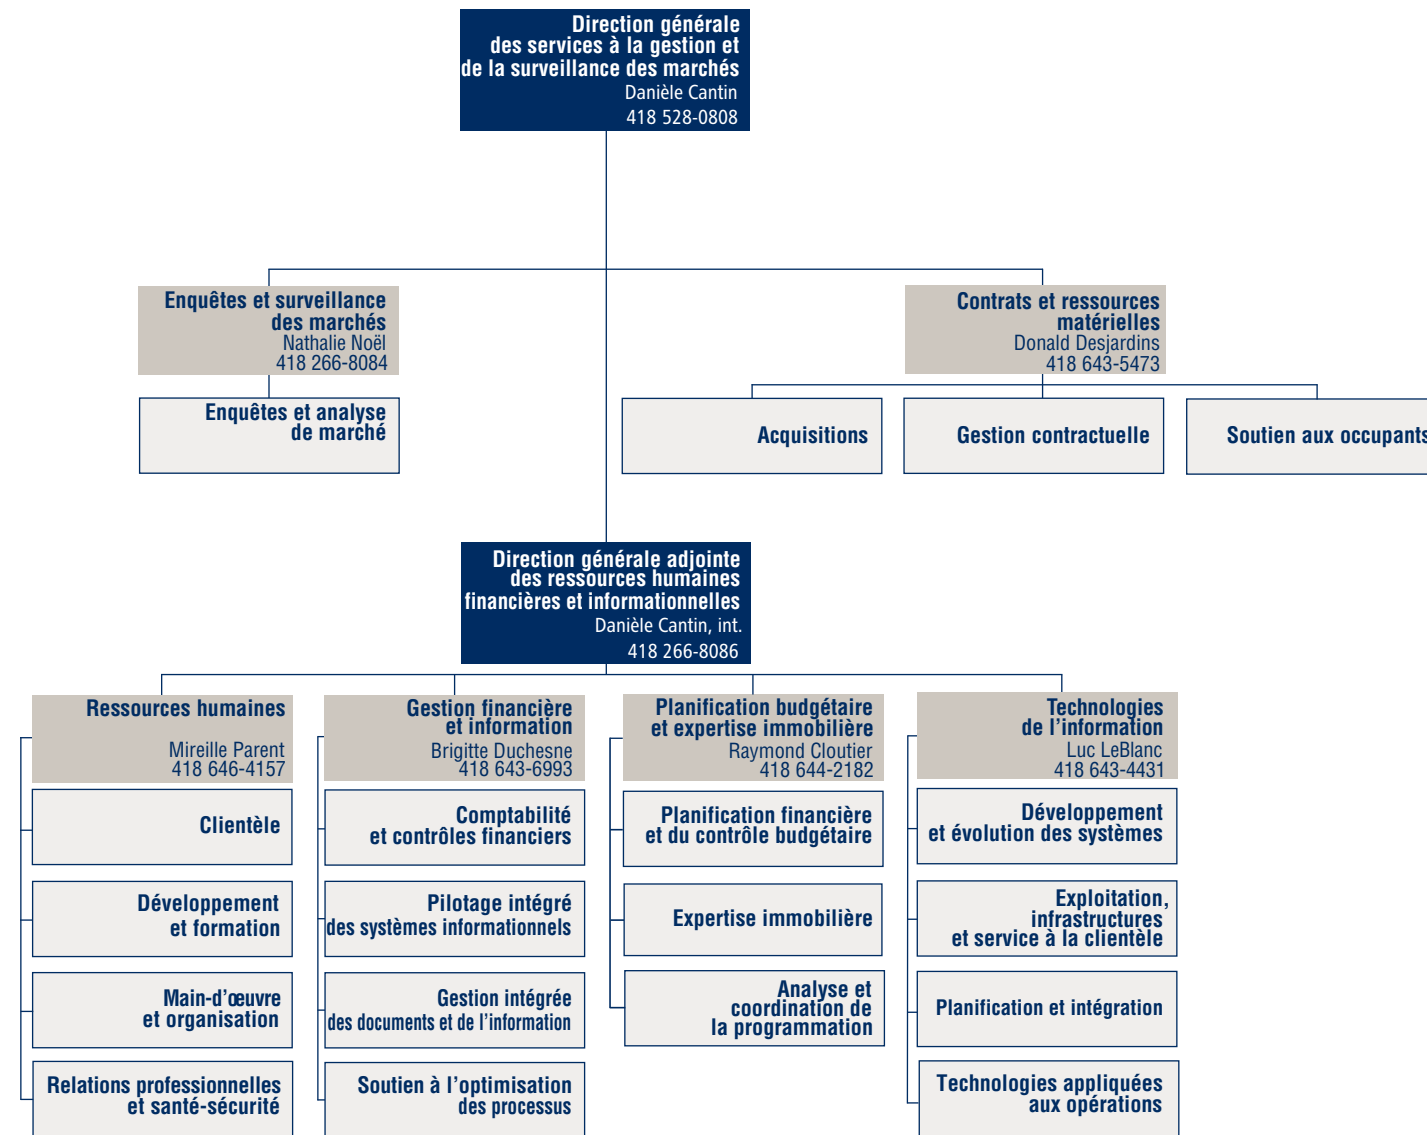 Direction générale
des services à la gestion et
de la surveillance des marchés
Danièle Cantin
418 528-0808
Enquêtes et surveillance
des marchés
Nathalie Noël
418 266-8084
Enquêtes et analyse
de marché
Contrats et ressources
matérielles
Donald Desjardins
418 643-5473
Acquisitions
Gestion contractuelle
Soutien aux occupants
Direction générale adjointe
des ressources humaines
financières et informationnelles
Danièle Cantin, int.
418 266-8086
Ressources humaines
Mireille Parent
418 646-4157
Clientèle
Développement
et formation
Main-d'œuvre
et organisation
Relations professionnelles
et santé-sécurité
Gestion financière
et information
Brigitte Duchesne
418 643-6993
Comptabilité
et contrôles financiers
Pilotage intégré
des systèmes informationnels
Gestion intégrée
des documents et de l'information
Soutien à l'optimisation
des processus
Planification budgétaire
et expertise immobilière
Raymond Cloutier
418 644-2182
Planification financière
et du contrôle budgétaire
Expertise immobilière
Analyse et
coordination de
la programmation
Technologies
de l'information
Luc LeBlanc
418 643-4431
Développement
et évolution des systèmes
Exploitation,
infrastructures
et service à la clientèle
Planification et intégration
Technologies appliquées
aux opérations